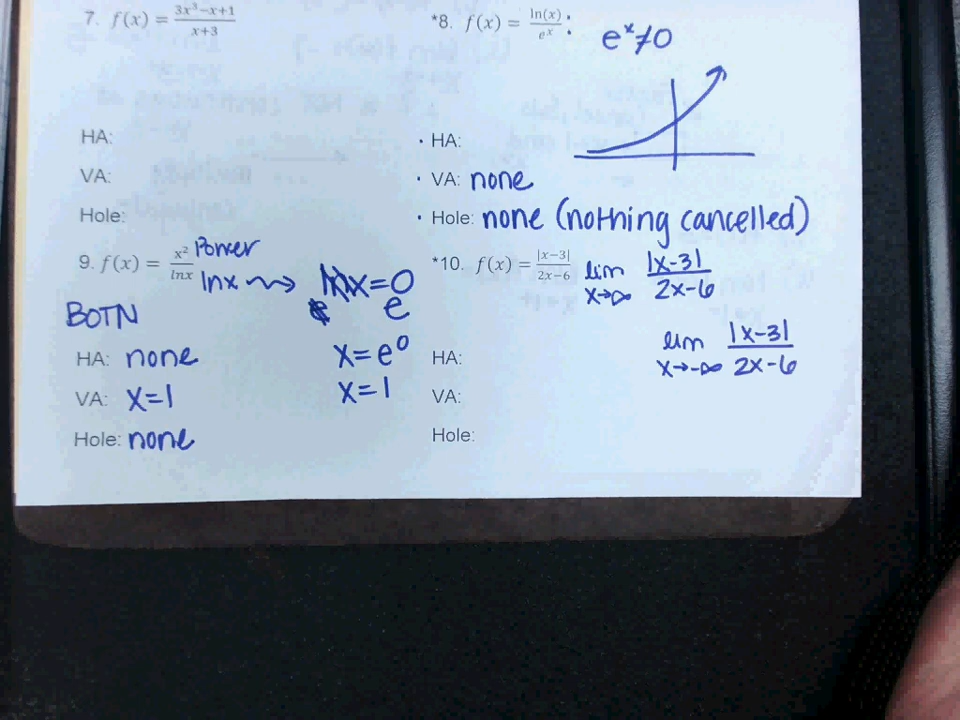 7. f(x) = 3x³−x+1 / x+3
HA:
VA:
Hole:
*8. f(x) = ln(x) / eˣ :
eˣ≠0
· HA:
· VA: none
· Hole: none (nothing cancelled)
9. f(x) = x² / lnx
Power
lnx → lnx=0
e
BOTN
x=e⁰
x=1
HA: none
VA: x=1
Hole: none
*10. f(x) = |x−3| / 2x−6
lim x→∞ |x-3| / 2x-6
lim x→-∞ |x-3| / 2x-6
HA:
VA:
Hole: